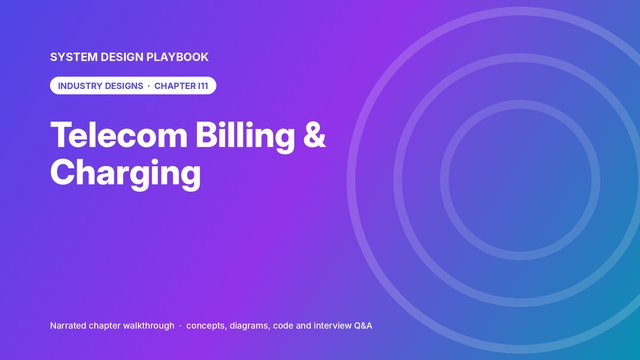 SYSTEM DESIGN PLAYBOOK
INDUSTRY DESIGNS · CHAPTER I11
Telecom Billing &
Charging
Narrated chapter walkthrough · concepts, diagrams, code and interview Q&A